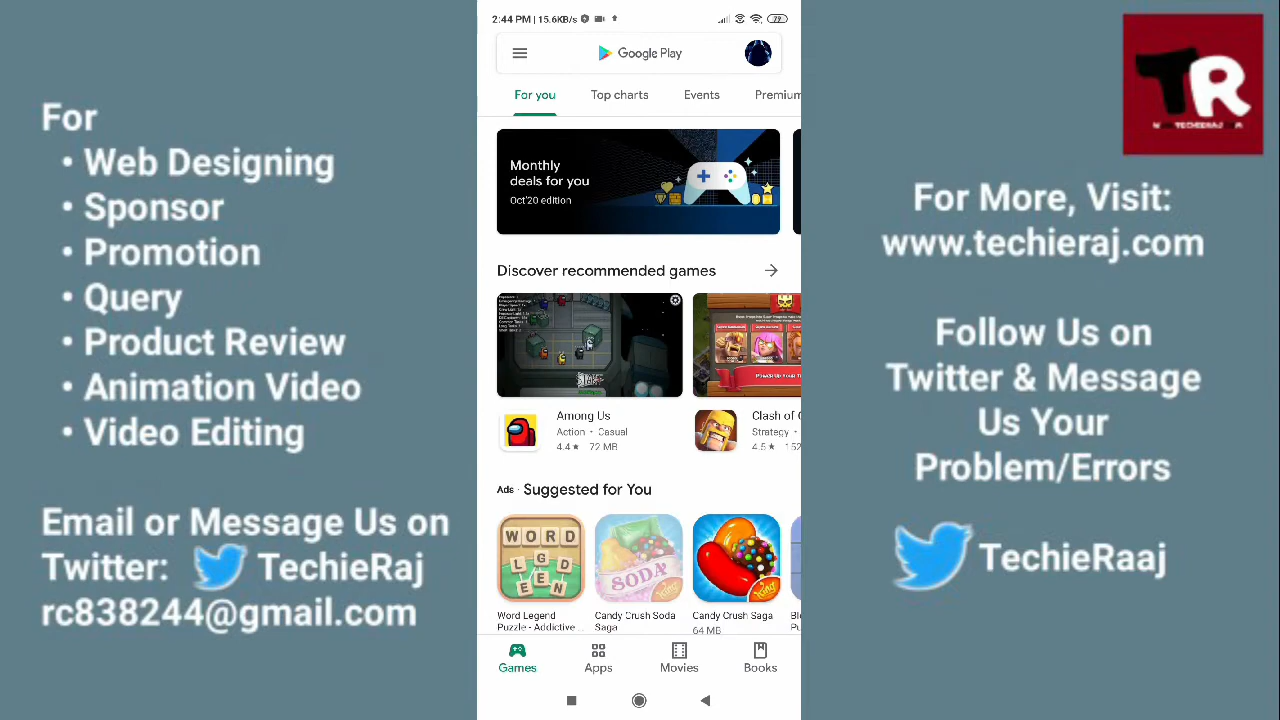 For
• Web Designing
• Sponsor
• Promotion
• Query
• Product Review
• Animation Video
• Video Editing
Email or Message Us on
Twitter: TechieRaj
rc838244@gmail.com
2:44 PM | 15.6KB/s
79
Google Play
For you
Top charts
Events
Premium
Monthly
deals for you
Oct'20 edition
Discover recommended games
Among Us
Action • Casual
4.4★ 72 MB
Clash of
Strategy •
4.5★ 152
Ads · Suggested for You
WORD
SODA
King
King
Word Legend
Puzzle - Addictive ...
Candy Crush Soda
Saga
Candy Crush Saga
64 MB
Games
Apps
Movies
Books
TR
For More, Visit:
www.techieraj.com
Follow Us on
Twitter & Message
Us Your
Problem/Errors
TechieRaaj